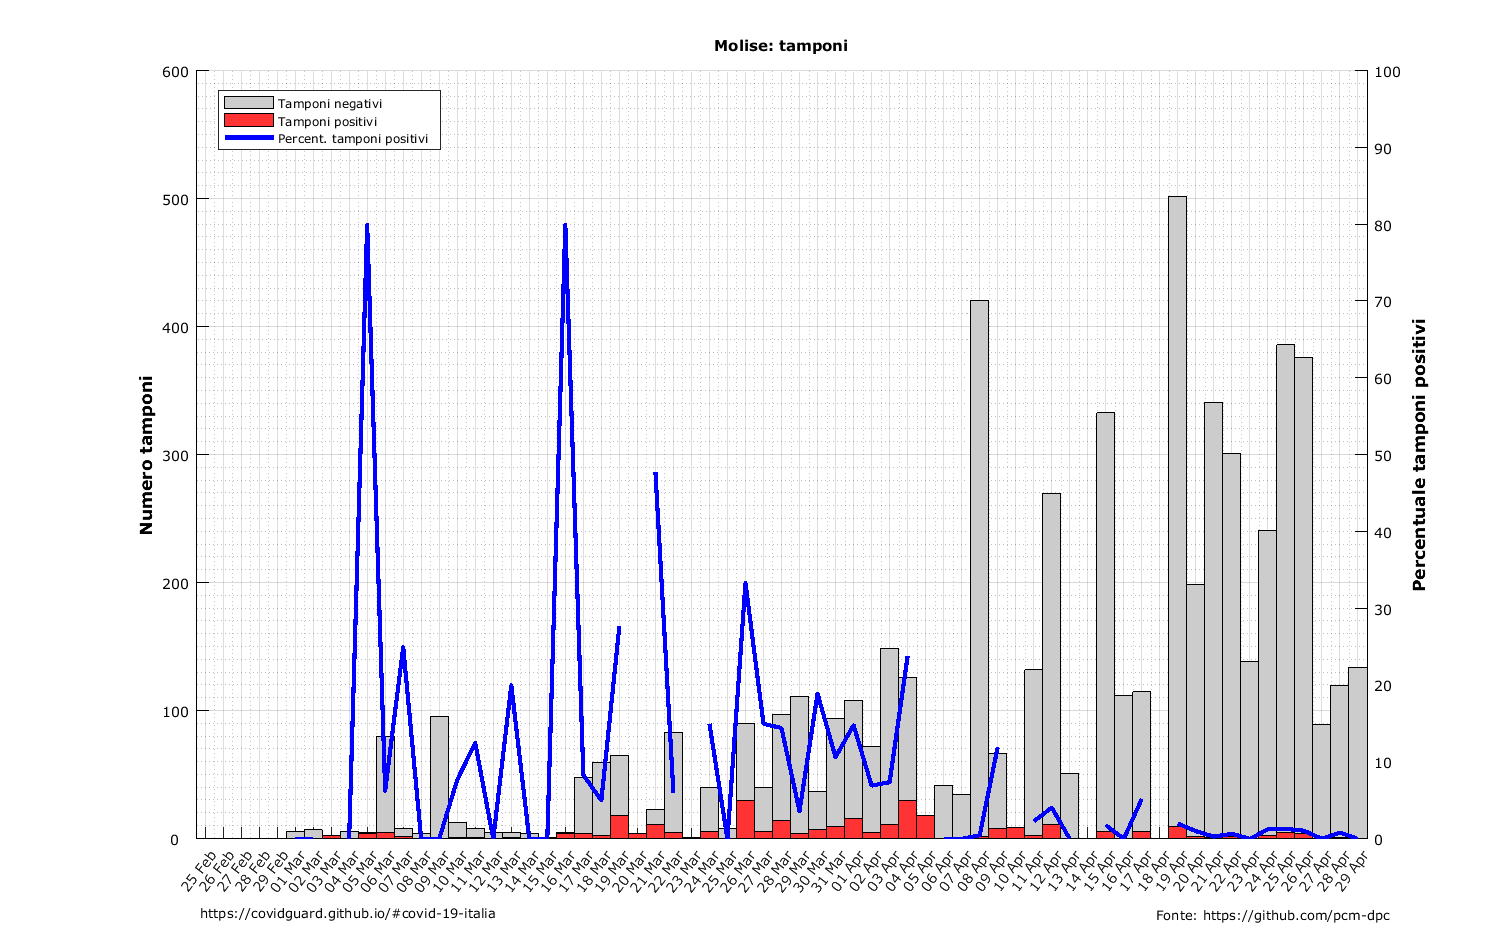 Molise: tamponi
Tamponi negativi
Tamponi positivi
Percent. tamponi positivi
Numero tamponi
600
500
400
300
200
100
0
100
90
80
70
60
50
40
30
20
10
0
Percentuale tamponi positivi
25 Feb
26 Feb
27 Feb
28 Feb
29 Feb
01 Mar
02 Mar
03 Mar
04 Mar
05 Mar
06 Mar
07 Mar
08 Mar
09 Mar
10 Mar
11 Mar
12 Mar
13 Mar
14 Mar
15 Mar
16 Mar
17 Mar
18 Mar
19 Mar
20 Mar
21 Mar
22 Mar
23 Mar
24 Mar
25 Mar
26 Mar
27 Mar
28 Mar
29 Mar
30 Mar
31 Mar
01 Apr
02 Apr
03 Apr
04 Apr
05 Apr
06 Apr
07 Apr
08 Apr
09 Apr
10 Apr
11 Apr
12 Apr
13 Apr
14 Apr
15 Apr
16 Apr
17 Apr
18 Apr
19 Apr
20 Apr
21 Apr
22 Apr
23 Apr
24 Apr
25 Apr
26 Apr
27 Apr
28 Apr
29 Apr
https://covidguard.github.io/#covid-19-italia
Fonte: https://github.com/pcm-dpc